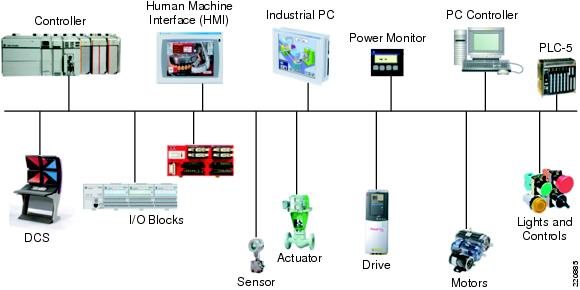 Controller
Human Machine
Interface (HMI)
Industrial PC
Power Monitor
PC Controller
PLC-5
DCS
I/O Blocks
Sensor
Actuator
Drive
Motors
Lights and
Controls
220885